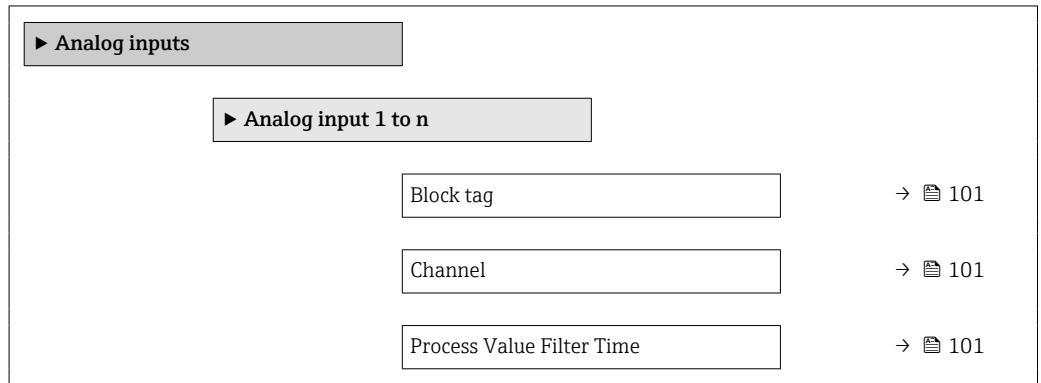 ▶ Analog inputs
▶ Analog input 1 to n
Block tag → 101
Channel → 101
Process Value Filter Time → 101